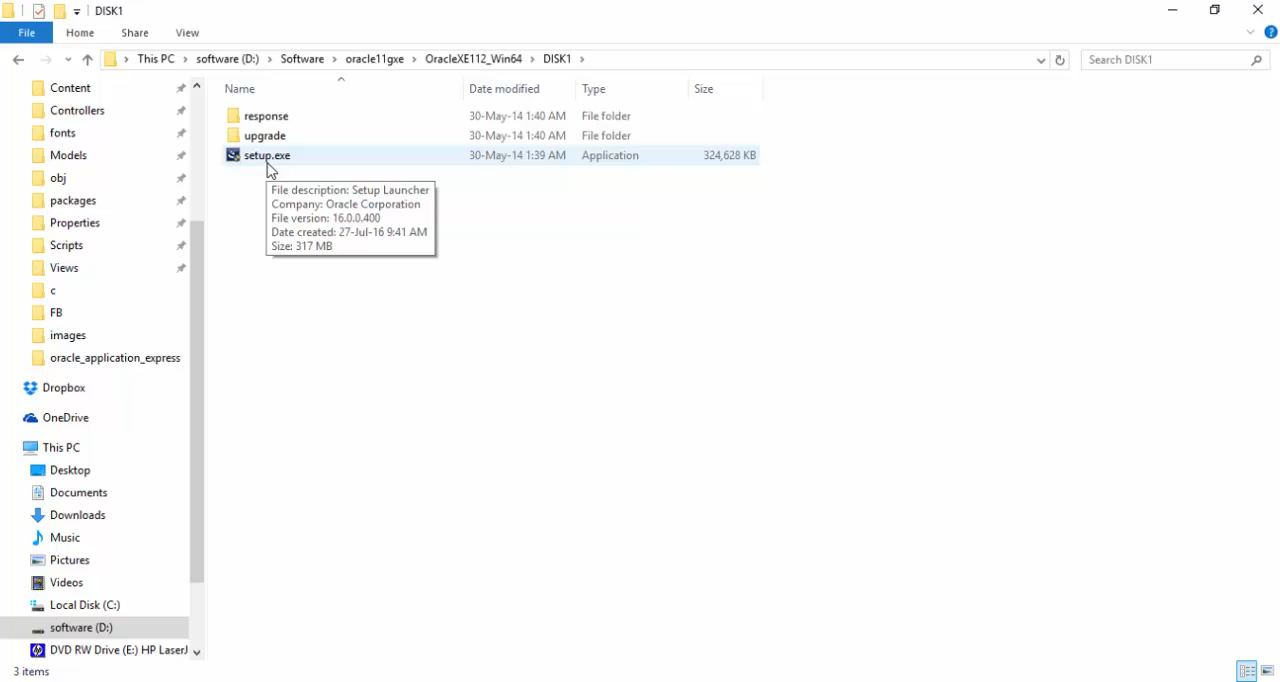 DISK1
File Home Share View
This PC software (D:) Software oracle11gxe OracleXE112_Win64 DISK1
Search DISK1
Name Date modified Type Size
response 30-May-14 1:40 AM File folder
upgrade 30-May-14 1:40 AM File folder
setup.exe 30-May-14 1:39 AM Application 324,628 KB
File description: Setup Launcher
Company: Oracle Corporation
File version: 16.0.0.400
Date created: 27-Jul-16 9:41 AM
Size: 317 MB
Content
Controllers
fonts
Models
obj
packages
Properties
Scripts
Views
c
FB
images
oracle_application_express
Dropbox
OneDrive
This PC
Desktop
Documents
Downloads
Music
Pictures
Videos
Local Disk (C:)
software (D:)
DVD RW Drive (E:) HP LaserJ
3 items